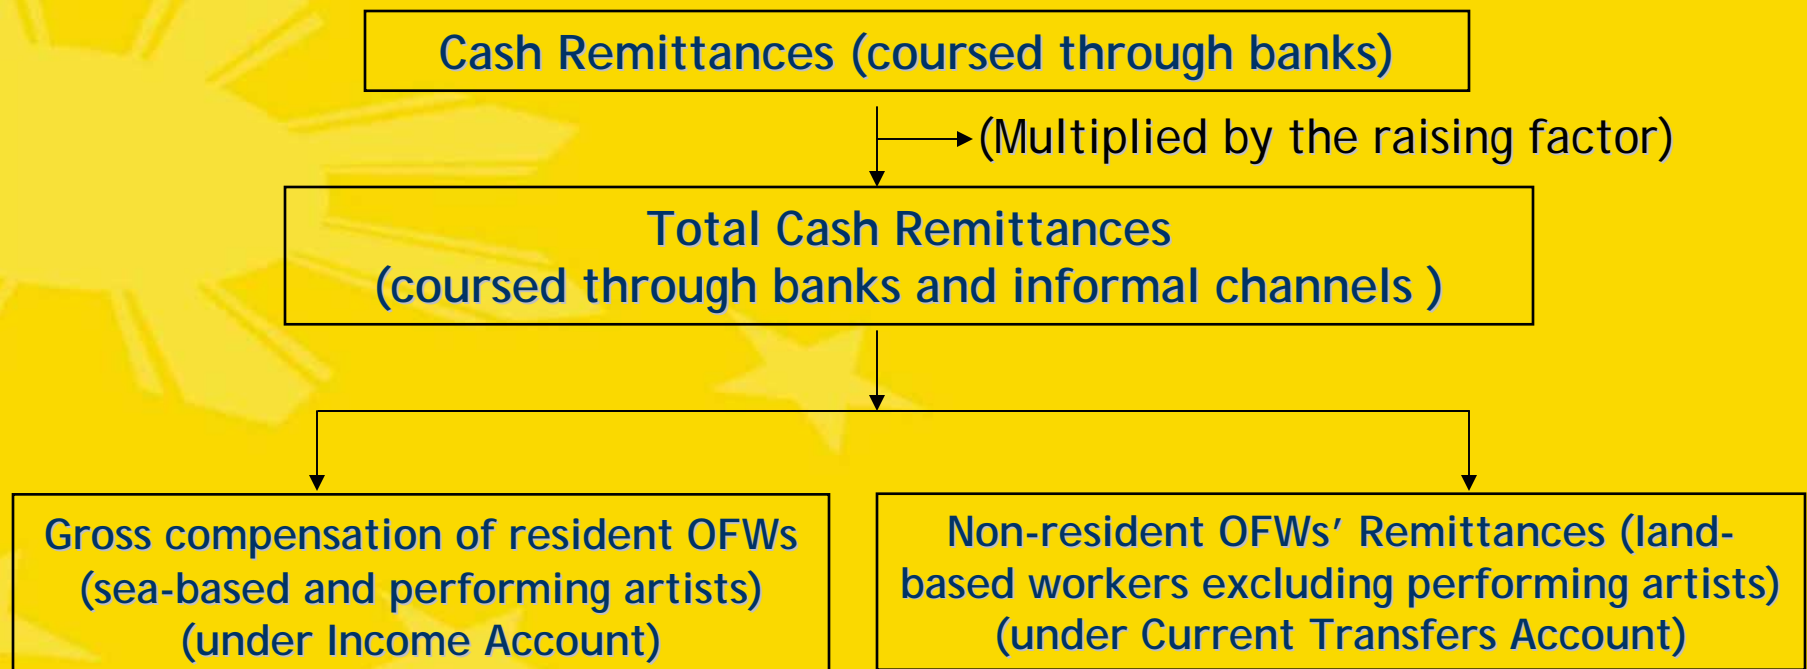 Cash Remittances (coursed through banks)
(Multiplied by the raising factor)
Total Cash Remittances
(coursed through banks and informal channels )
Gross compensation of resident OFWs
(sea-based and performing artists)
(under Income Account)
Non-resident OFWs’ Remittances (land-
based workers excluding performing artists)
(under Current Transfers Account)